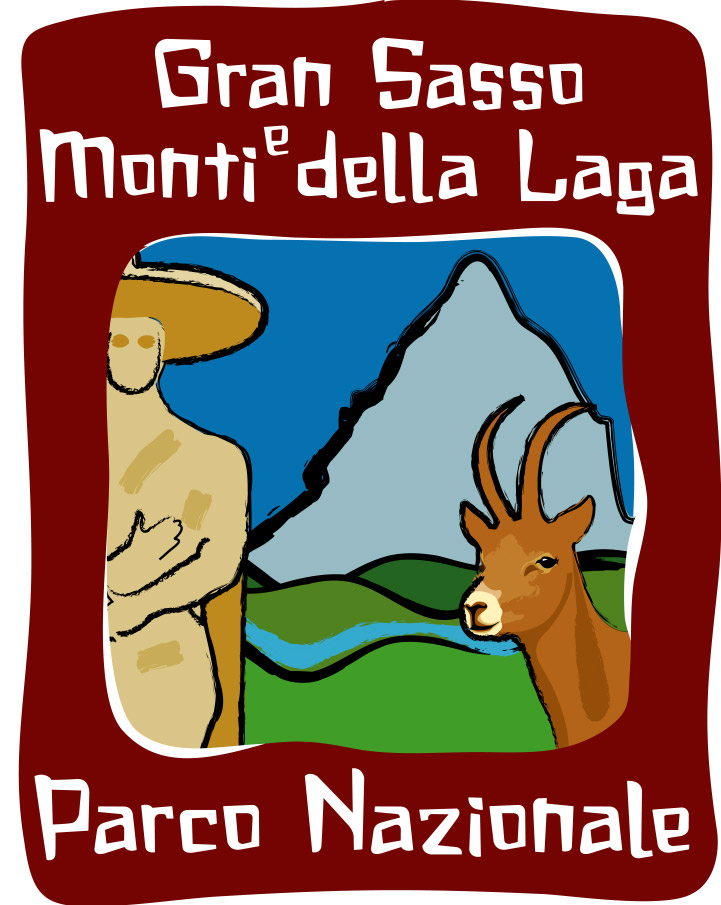 Gran Sasso
Monti e della Laga
Parco Nazionale